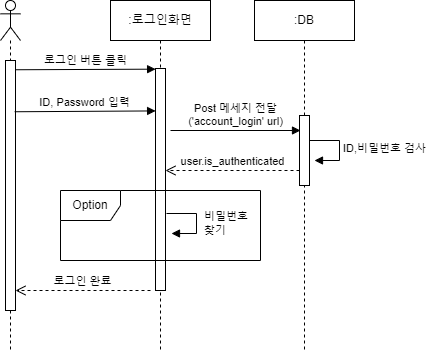 :로그인화면
:DB
로그인 버튼 클릭
ID, Password 입력
Post 메세지 전달
('account_login' url)
ID,비밀번호 검사
user.is_authenticated
Option
비밀번호
찾기
로그인 완료